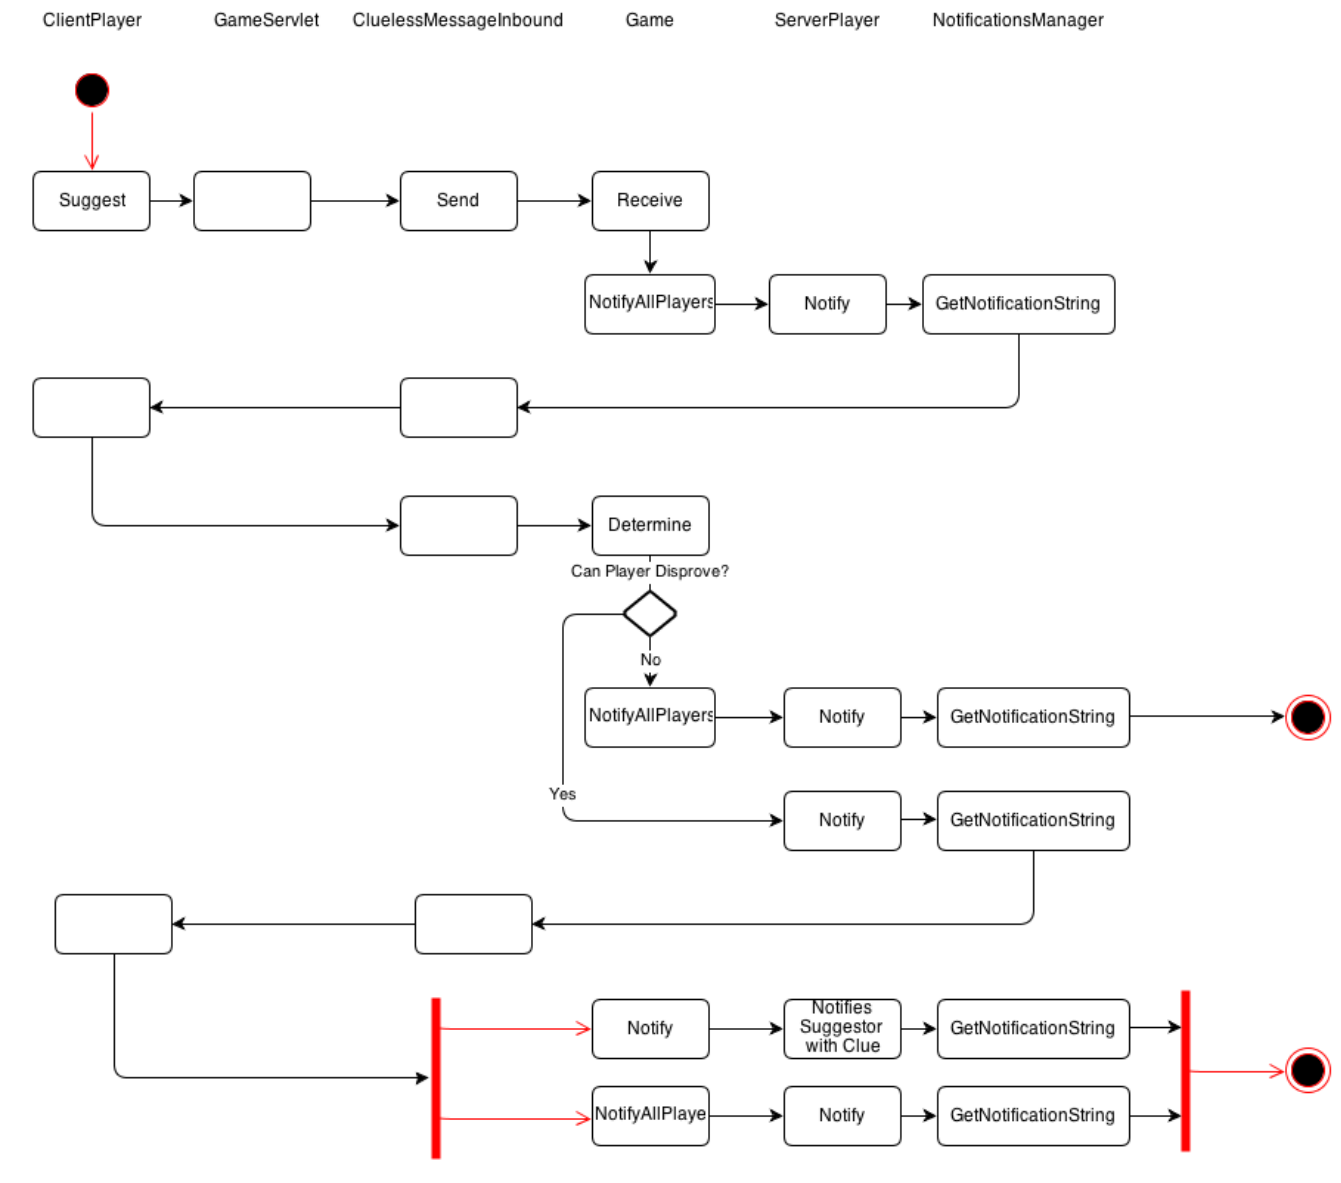 ClientPlayer GameServlet CluelessMessageInbound Game ServerPlayer NotificationsManager
Suggest Send Receive
NotifyAllPlayers Notify GetNotificationString
Determine
Can Player Disprove?
No
NotifyAllPlayers Notify GetNotificationString
Yes
Notify GetNotificationString
Notify
Notifies
Suggestor
with Clue
GetNotificationString
NotifyAllPlaye Notify GetNotificationString